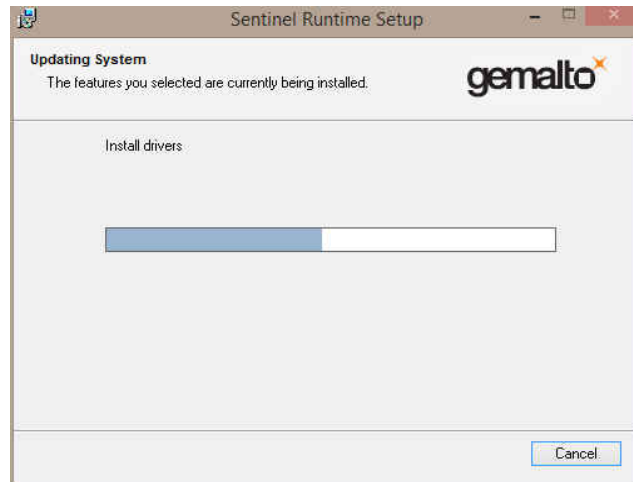 Sentinel Runtime Setup
Updating System
The features you selected are currently being installed.
gemalto
Install drivers
Cancel